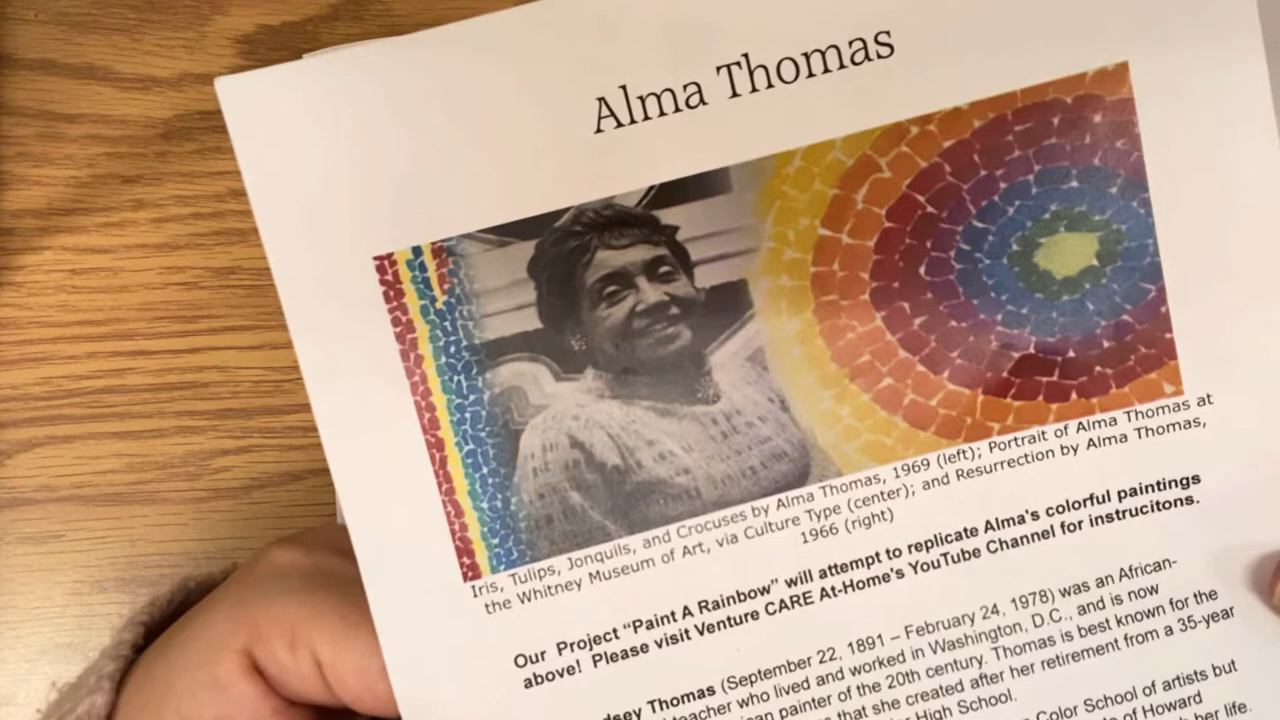 Alma Thomas
Iris, Tulips, Jonquils, and Crocuses by Alma Thomas, 1969 (left); Portrait of Alma Thomas at
the Whitney Museum of Art, via Culture Type (center); and Resurrection by Alma Thomas,
1966 (right)
Our Project “Paint A Rainbow” will attempt to replicate Alma's colorful paintings
above! Please visit Venture CARE At-Home's YouTube Channel for instrucitons.
Thomas (September 22, 1891 – February 24, 1978) was an African-
teacher who lived and worked in Washington, D.C., and is now
painter of the 20th century. Thomas is best known for the
that she created after her retirement from a 35-year
High School.
Color School of artists but
of Howard
her life.